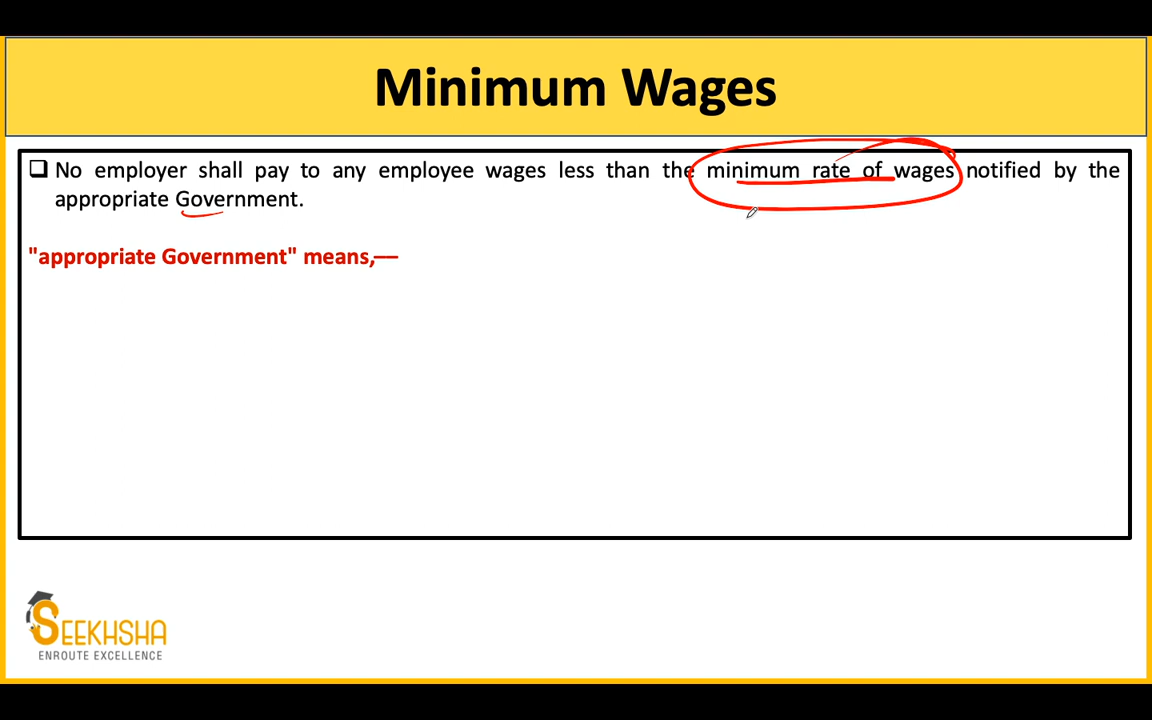 Minimum Wages
No employer shall pay to any employee wages less than the minimum rate of wages notified by the
appropriate Government.
"appropriate Government" means,—
SEEKHSHA
ENROUTE EXCELLENCE